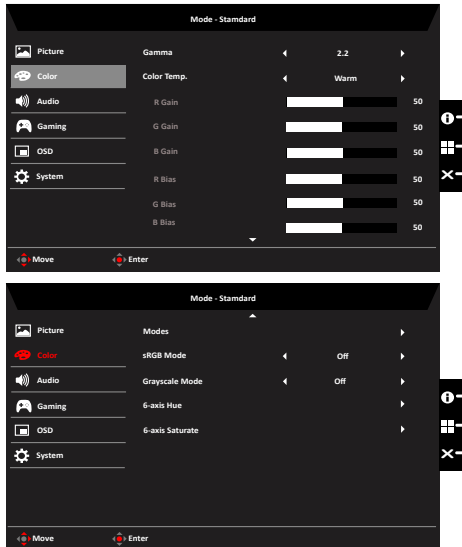 Mode - Standard
Picture
Gamma 2.2
Color
Color Temp. Warm
Audio
R Gain 50
Gaming
G Gain 50
OSD
B Gain 50
System
R Bias 50
G Bias 50
B Bias 50
Move Enter
Mode - Stamdard
Picture
Modes
Color
sRGB Mode Off
Audio
Grayscale Mode Off
Gaming
6-axis Hue
OSD
6-axis Saturate
System
Move Enter